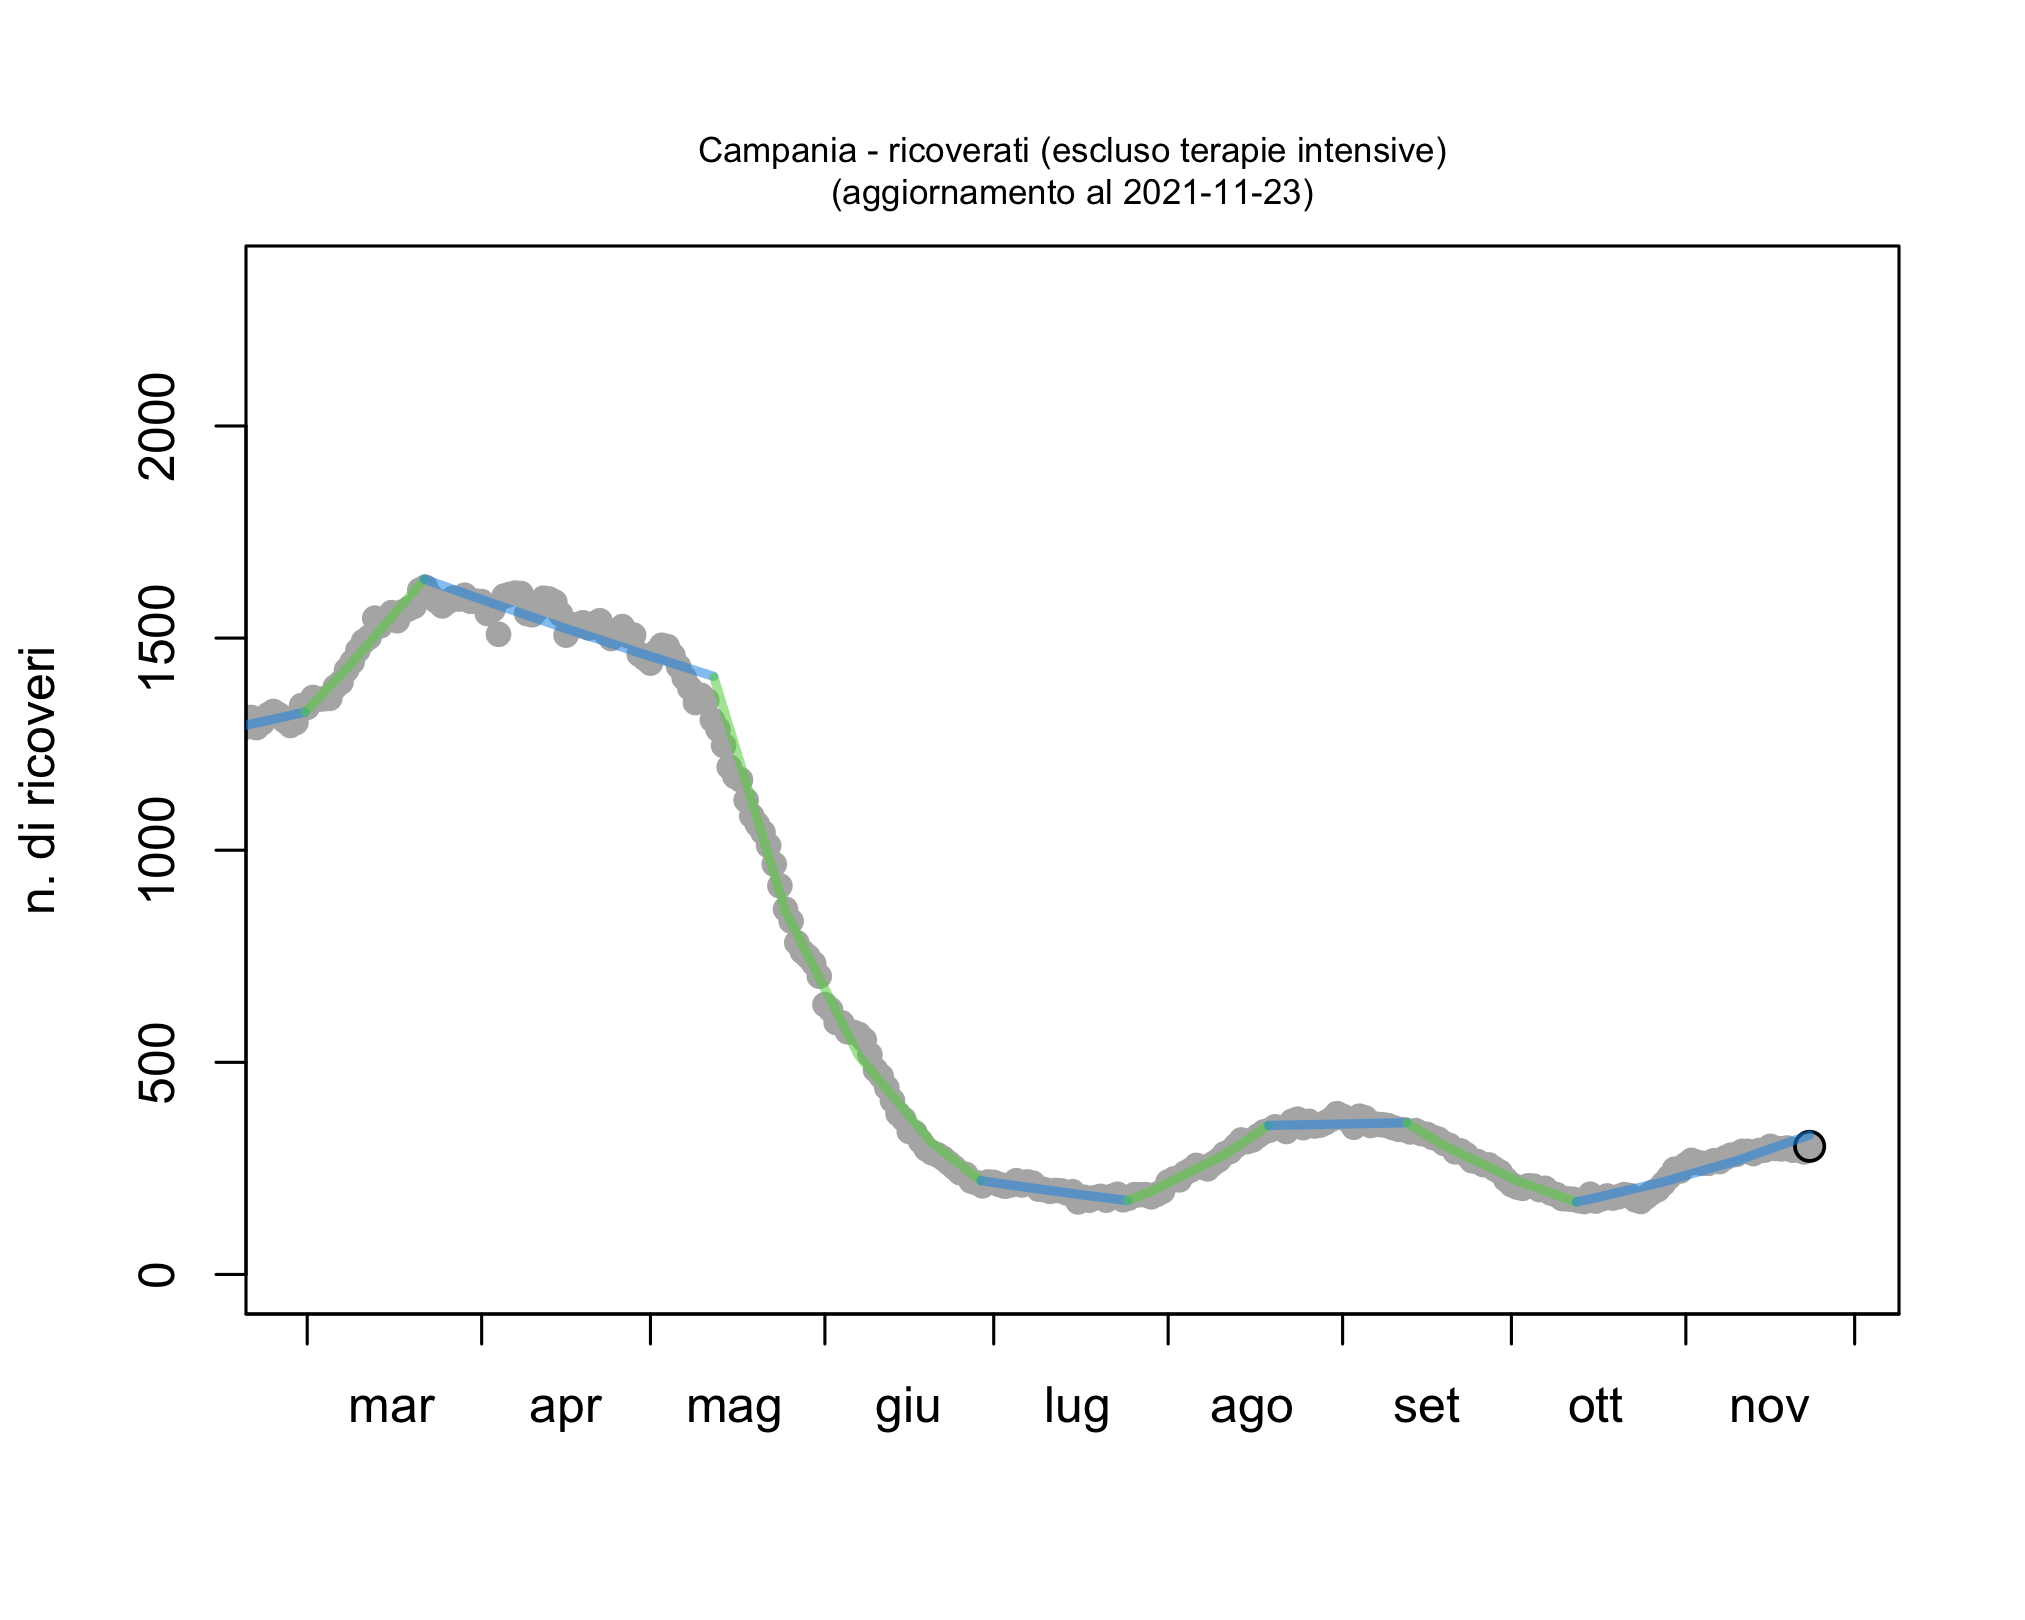 Campania - ricoverati (escluso terapie intensive)
(aggiornamento al 2021-11-23)
n. di ricoveri
2000
1500
1000
500
0
mar apr mag giu lug ago set ott nov